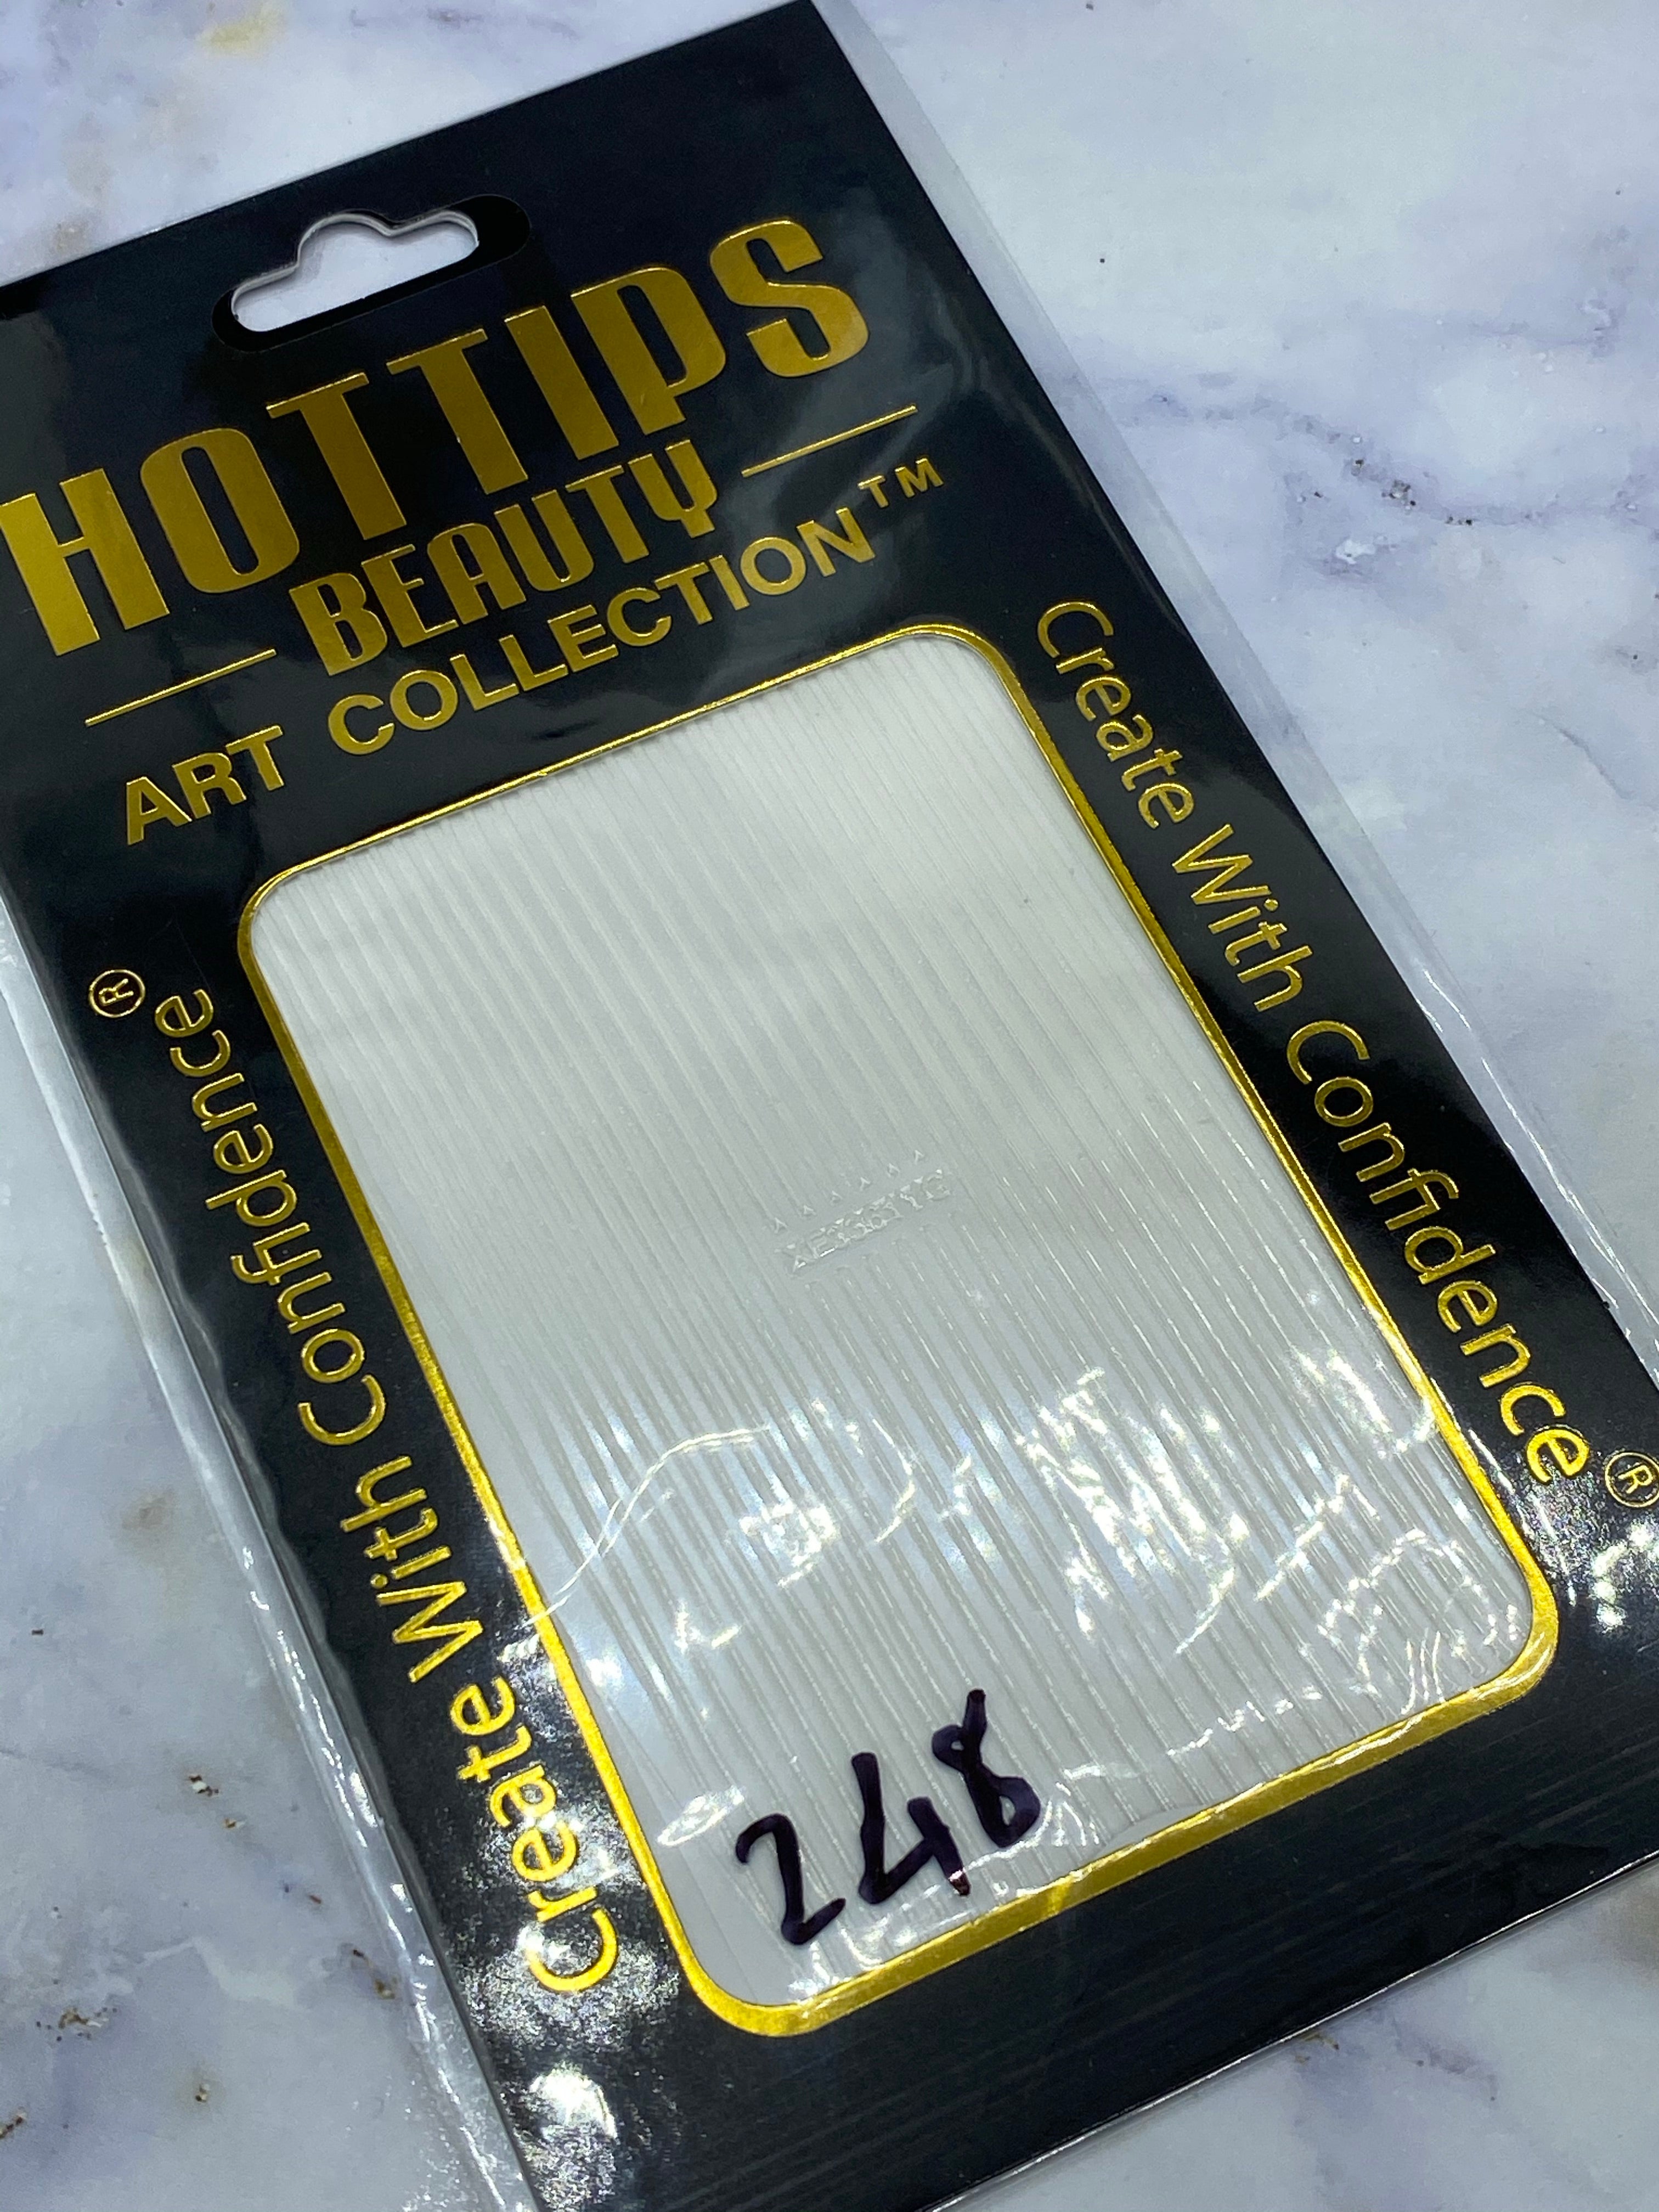 HOTTIPS
BEAUTY
ART COLLECTION™
Create With Confidence®
Create With Confidence®
248